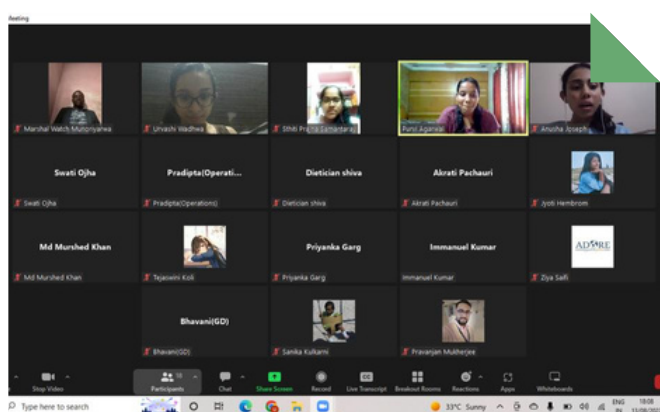 Meeting
Marshal Watch Munoriyarwa
Urvashi Wadhwa
Sthiti Prajna Samantaray
Purvi Agarwal
Anusha Joseph
Swati Ojha
Pradipta(Operati...
Dietician shiva
Akrati Pachauri
Swati Ojha
Pradipta(Operations)
Dietician shiva
Akrati Pachauri
Jyoti Hembrom
Md Murshed Khan
Priyanka Garg
Immanuel Kumar
Md Murshed Khan
Tejaswini Koli
Priyanka Garg
Immanuel Kumar
Ziya Saifi
Bhavani(GD)
Bhavani(GD)
Sanika Kulkarni
Pravanjan Mukherjee
Stop Video
18
Participants
Chat
Share Screen
Record
Live Transcript
Breakout Rooms
Reactions
Apps
Whiteboards
Type here to search
33°C Sunny
ENG
18:08